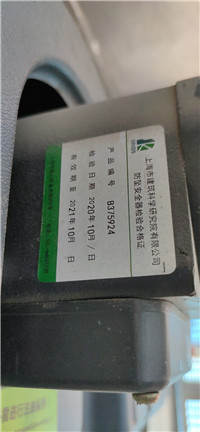 上海市建筑科学研究院有限公司
防坠安全器检验合格证
产品编号 B375924
检验日期 2020年10月 / 日
有效期至 2021年10月 日